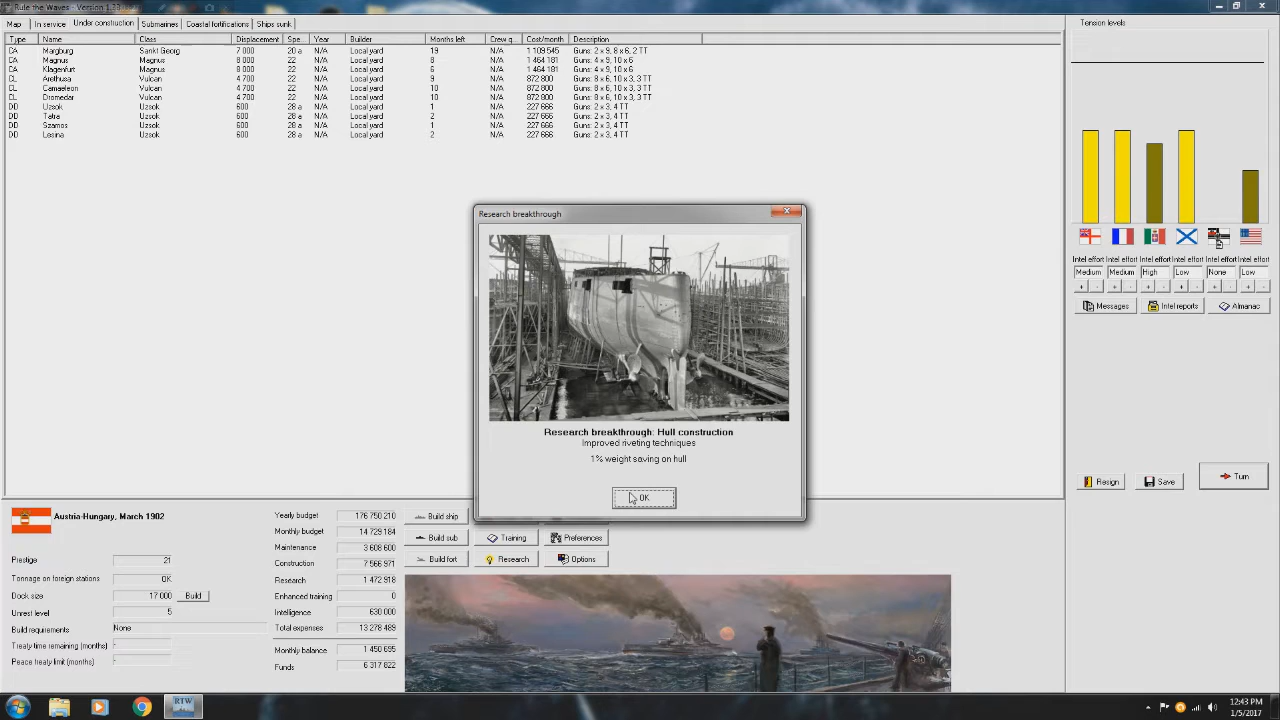 Rule the Waves - Version 1.33
Map In service Under construction Submarines Coastal fortifications Ships sunk
Type Name Class Displacement Spe... Year Builder Months left Crew q... Cost/month Description
CA Marburg Sankt Georg 7 000 20 a N/A Local yard 19 N/A 1 109 545 Guns: 2 x 9, 8 x 6, 2 TT
CA Magnus Magnus 8 000 22 N/A Local yard 8 N/A 1 464 181 Guns: 4 x 9, 10 x 6
CA Klagenfurt Magnus 8 000 22 N/A Local yard 6 N/A 1 464 181 Guns: 4 x 9, 10 x 6
CL Arethusa Vulcan 4 700 22 N/A Local yard 9 N/A 872 800 Guns: 8 x 6, 10 x 3, 3 TT
CL Camaeleon Vulcan 4 700 22 N/A Local yard 10 N/A 872 800 Guns: 8 x 6, 10 x 3, 3 TT
CL Dromedar Vulcan 4 700 22 N/A Local yard 10 N/A 872 800 Guns: 8 x 6, 10 x 3, 3 TT
DD Uzsok Uzsok 600 28 a N/A Local yard 1 N/A 227 666 Guns: 2 x 3, 4 TT
DD Tatra Uzsok 600 28 a N/A Local yard 2 N/A 227 666 Guns: 2 x 3, 4 TT
DD Szamos Uzsok 600 28 a N/A Local yard 1 N/A 227 666 Guns: 2 x 3, 4 TT
DD Lesina Uzsok 600 28 a N/A Local yard 2 N/A 227 666 Guns: 2 x 3, 4 TT
Tension levels
Intel effort Intel effort Intel effort Intel effort Intel effort Intel effort
Medium Medium High Low None Low
+ - + - + - + - + - + -
Messages Intel reports Almanac
Research breakthrough
Research breakthrough: Hull construction
Improved riveting techniques
1% weight saving on hull
OK
Resign Save Turn
Austria-Hungary, March 1902
Prestige 21
Tonnage on foreign stations OK
Dock size 17 000 Build
Unrest level 5
Build requirements None
Treaty time remaining (months) -
Peace treaty limit (months) -
Yearly budget 176 750 210
Monthly budget 14 729 184
Maintenance 3 608 600
Construction 7 566 971
Research 1 472 918
Enhanced training 0
Intelligence 630 000
Total expenses 13 278 489
Monthly balance 1 450 695
Funds 6 317 822
Build ship
Build sub Training Preferences
Build fort Research Options
RTW
12:43 PM
1/5/2017